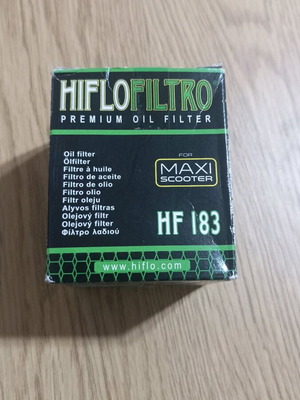 HIFLOFILTRO
PREMIUM OIL FILTER
Oil filter
Ölfilter
Filtre à huile
Filtro de aceite
Filtro de olio
Filtro olio
Filtr oleju
Alyvos filtras
Olejový filtr
Olejový filter
Φίλτρο λαδιού
FOR
MAXI
SCOOTER
HF 183
www.hiflo.com